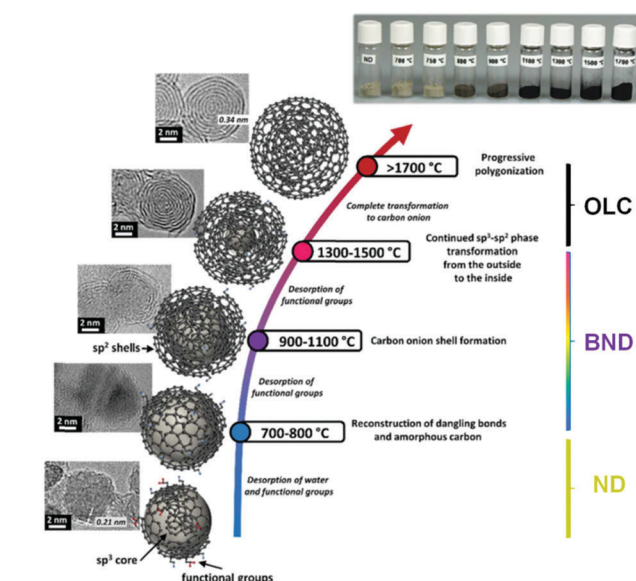 ND
700 °C
750 °C
900 °C
1100 °C
1300 °C
1500 °C
1700 °C
0.34 nm
2 nm
>1700 °C
Progressive
polygonization
Complete transformation
to carbon onion
OLC
2 nm
1300-1500 °C
Continued sp³-sp² phase
transformation
from the outside
to the inside
Desorption of
functional groups
2 nm
sp² shells
900-1100 °C
Carbon onion shell formation
BND
Desorption of
functional groups
2 nm
700-800 °C
Reconstruction of dangling bonds
and amorphous carbon
Desorption of water
and functional groups
ND
2 nm
0.21 nm
sp³ core
functional groups